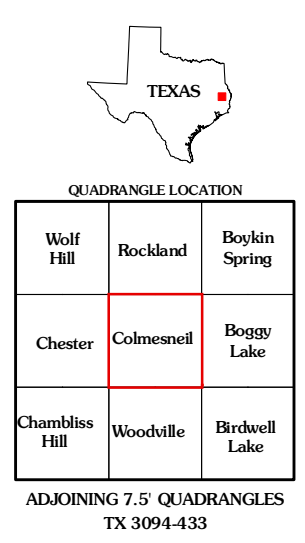 TEXAS
QUADRANGLE LOCATION
Wolf
Hill
Rockland
Boykin
Spring
Chester
Colmesneil
Boggy
Lake
Chambliss
Hill
Woodville
Birdwell
Lake
ADJOINING 7.5' QUADRANGLES
TX 3094-433